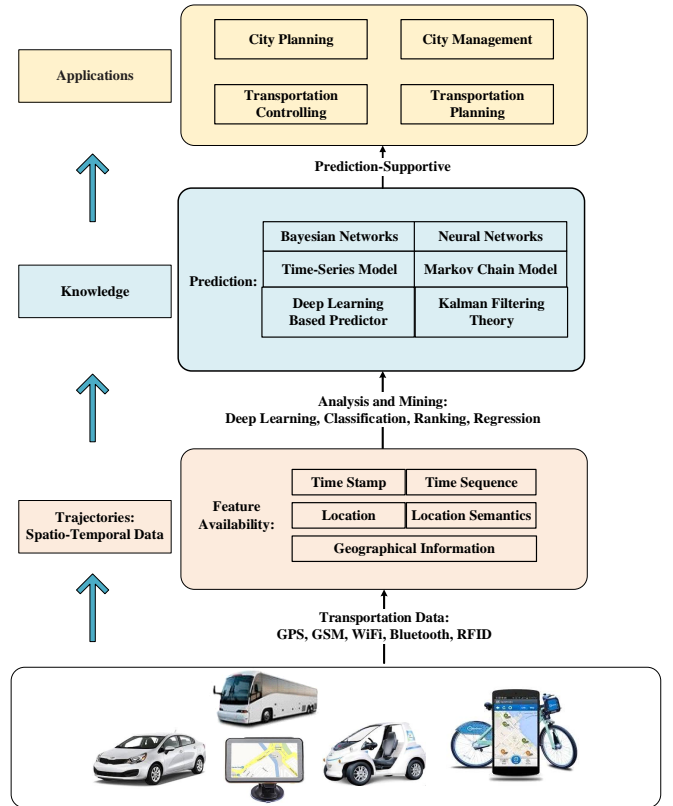 City Planning
City Management
Applications
Transportation
Controlling
Transportation
Planning
Prediction-Supportive
Bayesian Networks
Neural Networks
Prediction:
Time-Series Model
Markov Chain Model
Knowledge
Deep Learning
Based Predictor
Kalman Filtering
Theory
Analysis and Mining:
Deep Learning, Classification, Ranking, Regression
Time Stamp
Time Sequence
Feature
Availability:
Location
Location Semantics
Trajectories:
Spatio-Temporal Data
Geographical Information
Transportation Data:
GPS, GSM, WiFi, Bluetooth, RFID